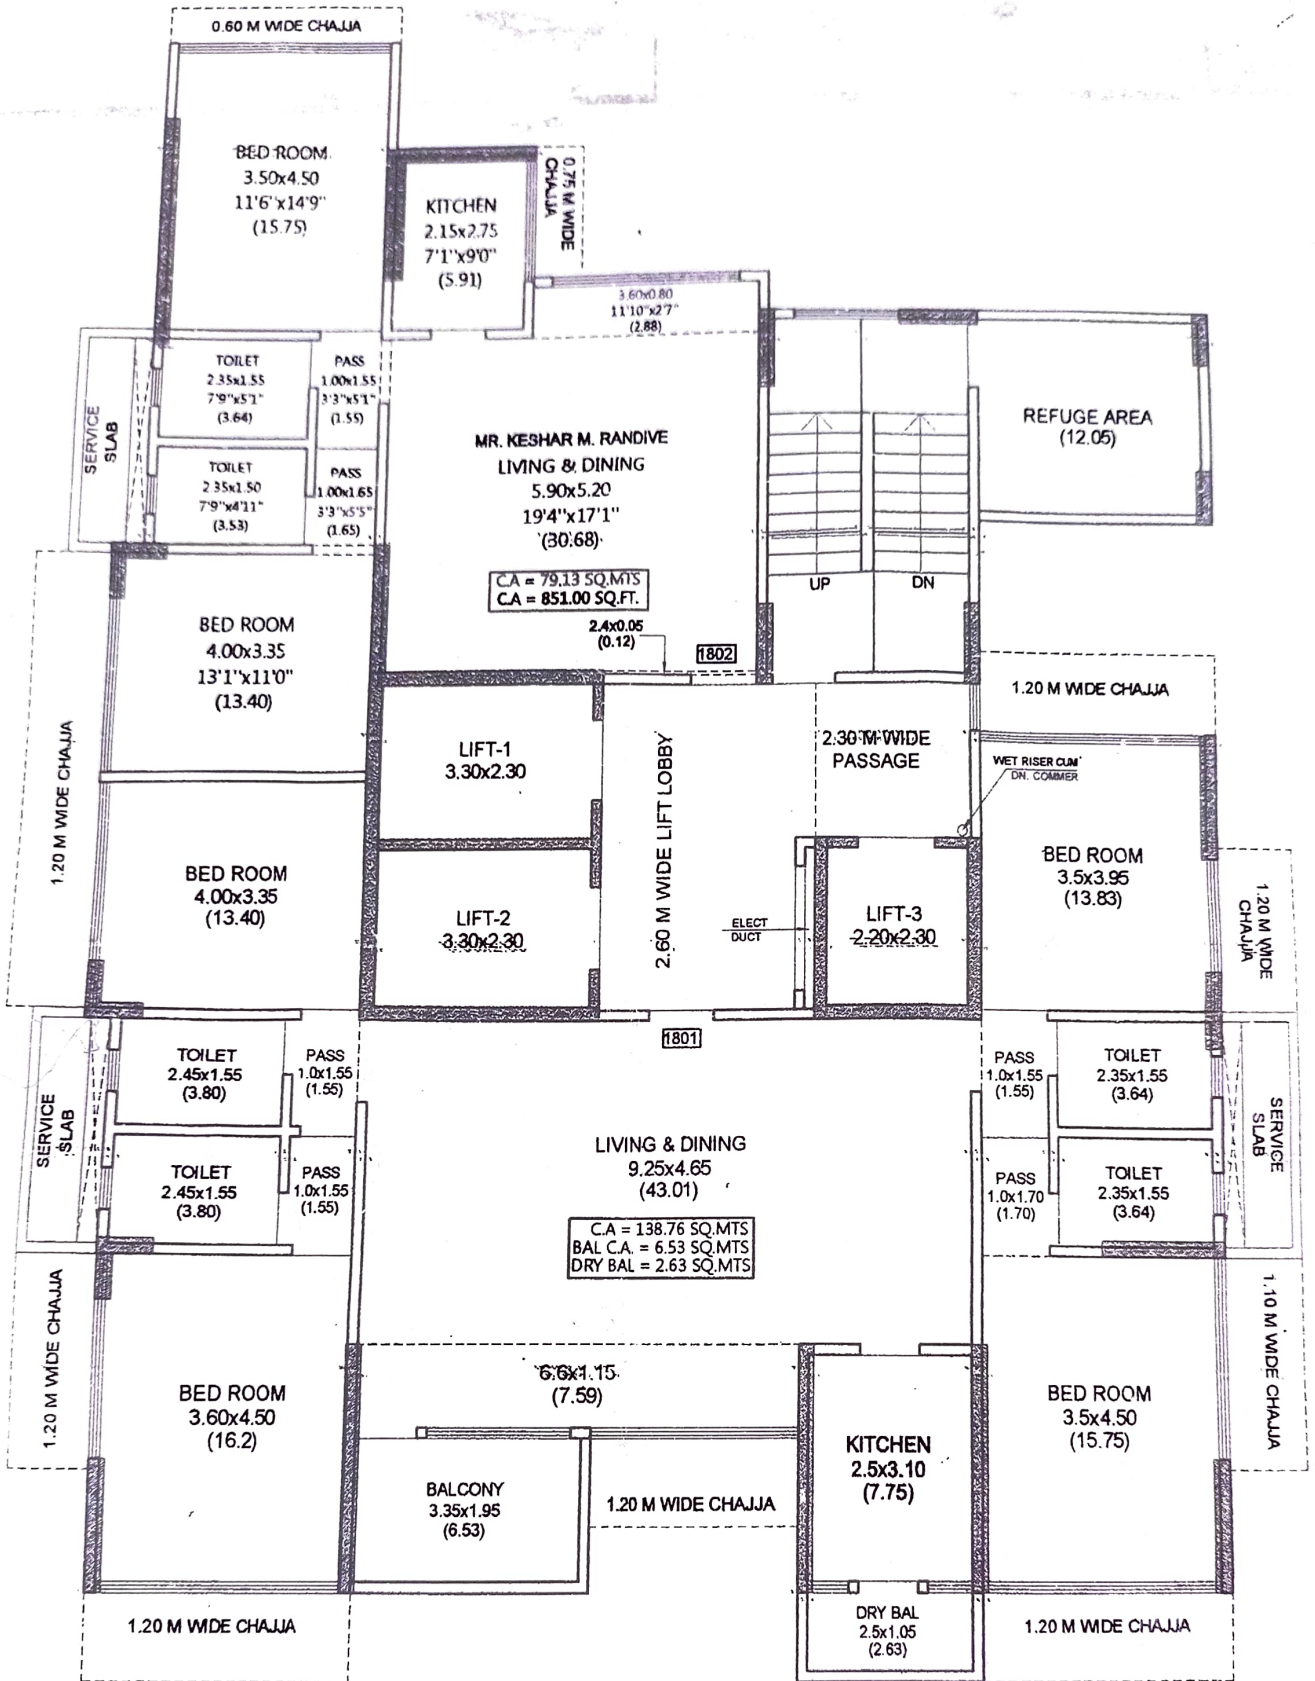 0.60 M WIDE CHAJJA
BED ROOM
3.50x4.50
11'6"x14'9"
(15.75)
KITCHEN
2.15x2.75
7'1"x9'0"
(5.91)
0.75 M WIDE
CHAJJA
3.60x0.80
11'10"x2'7"
(2.88)
TOILET
2.35x1.55
7'9"x5'1"
(3.64)
PASS
1.00x1.55
3'3"x5'1"
(1.55)
SERVICE
SLAB
TOILET
2.35x1.50
7'9"x4'11"
(3.53)
PASS
1.00x1.65
3'3"x5'5"
(1.65)
MR. KESHAR M. RANDIVE
LIVING & DINING
5.90x5.20
19'4"x17'1"
(30.68)
C.A = 79.13 SQ.MTS
C.A = 851.00 SQ.FT.
2.4x0.05
(0.12)
1802
UP
DN
REFUGE AREA
(12.05)
BED ROOM
4.00x3.35
13'1"x11'0"
(13.40)
1.20 M WIDE CHAJJA
LIFT-1
3.30x2.30
2.60 M WIDE LIFT LOBBY
2.30 M WIDE
PASSAGE
1.20 M WIDE CHAJJA
WET RISER CUM
DN. COMMER
BED ROOM
4.00x3.35
(13.40)
LIFT-2
3.30x2.30
ELECT
DUCT
LIFT-3
2.20x2.30
BED ROOM
3.5x3.95
(13.83)
1.20 M WIDE
CHAJJA
1801
TOILET
2.45x1.55
(3.80)
PASS
1.0x1.55
(1.55)
SERVICE
SLAB
TOILET
2.45x1.55
(3.80)
PASS
1.0x1.55
(1.55)
LIVING & DINING
9.25x4.65
(43.01)
C.A = 138.76 SQ.MTS
BAL C.A. = 6.53 SQ.MTS
DRY BAL = 2.63 SQ.MTS
PASS
1.0x1.55
(1.55)
TOILET
2.35x1.55
(3.64)
PASS
1.0x1.70
(1.70)
TOILET
2.35x1.55
(3.64)
SERVICE
SLAB
1.20 M WIDE CHAJJA
BED ROOM
3.60x4.50
(16.2)
6.6x1.15
(7.59)
BALCONY
3.35x1.95
(6.53)
1.20 M WIDE CHAJJA
KITCHEN
2.5x3.10
(7.75)
BED ROOM
3.5x4.50
(15.75)
1.10 M WIDE CHAJJA
1.20 M WIDE CHAJJA
DRY BAL
2.5x1.05
(2.63)
1.20 M WIDE CHAJJA